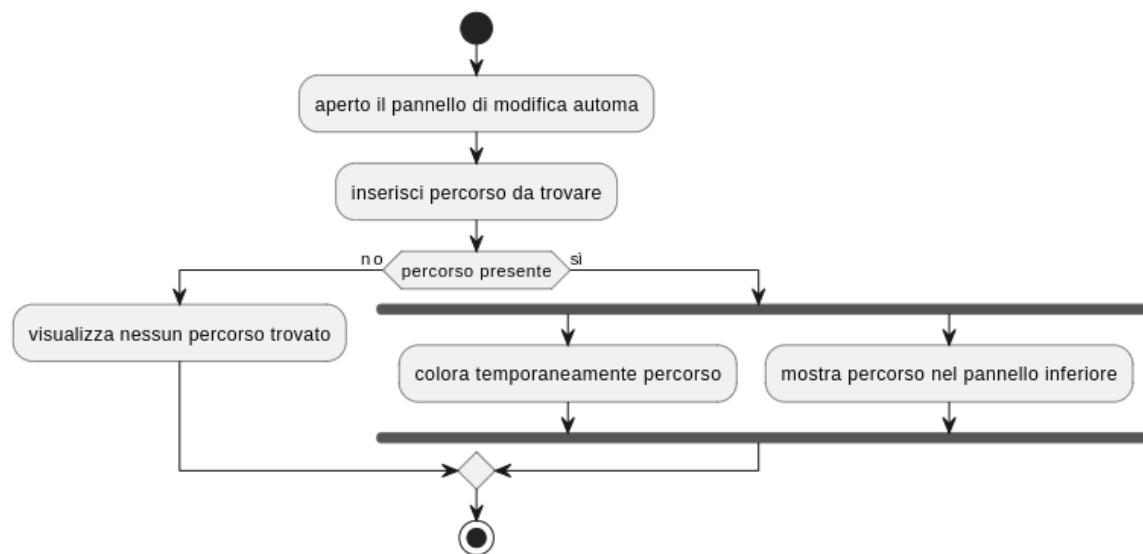 aperto il pannello di modifica automa
inserisci percorso da trovare
no
percorso presente
sì
visualizza nessun percorso trovato
colora temporaneamente percorso
mostra percorso nel pannello inferiore